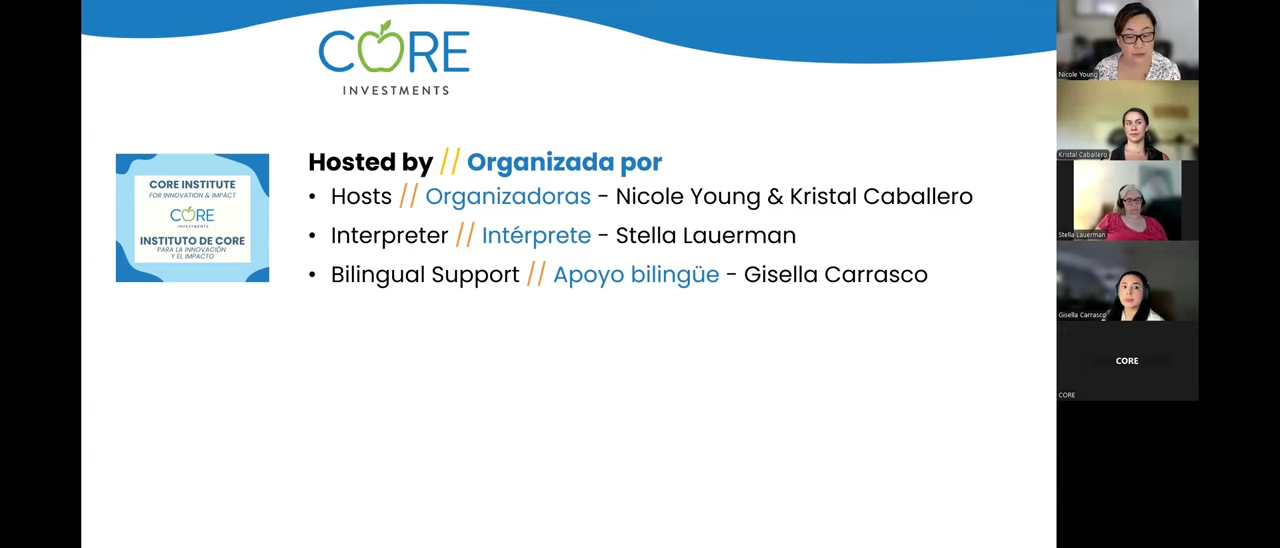 CORE
INVESTMENTS
CORE INSTITUTE
FOR INNOVATION & IMPACT
CORE
INVESTMENTS
INSTITUTO DE CORE
PARA LA INNOVACIÓN
Y EL IMPACTO
Hosted by // Organizada por
• Hosts // Organizadoras - Nicole Young & Kristal Caballero
• Interpreter // Intérprete - Stella Lauerman
• Bilingual Support // Apoyo bilingüe - Gisella Carrasco
Nicole Young
Kristal Caballero
Stella Lauerman
Gisella Carrasco
CORE
CORE